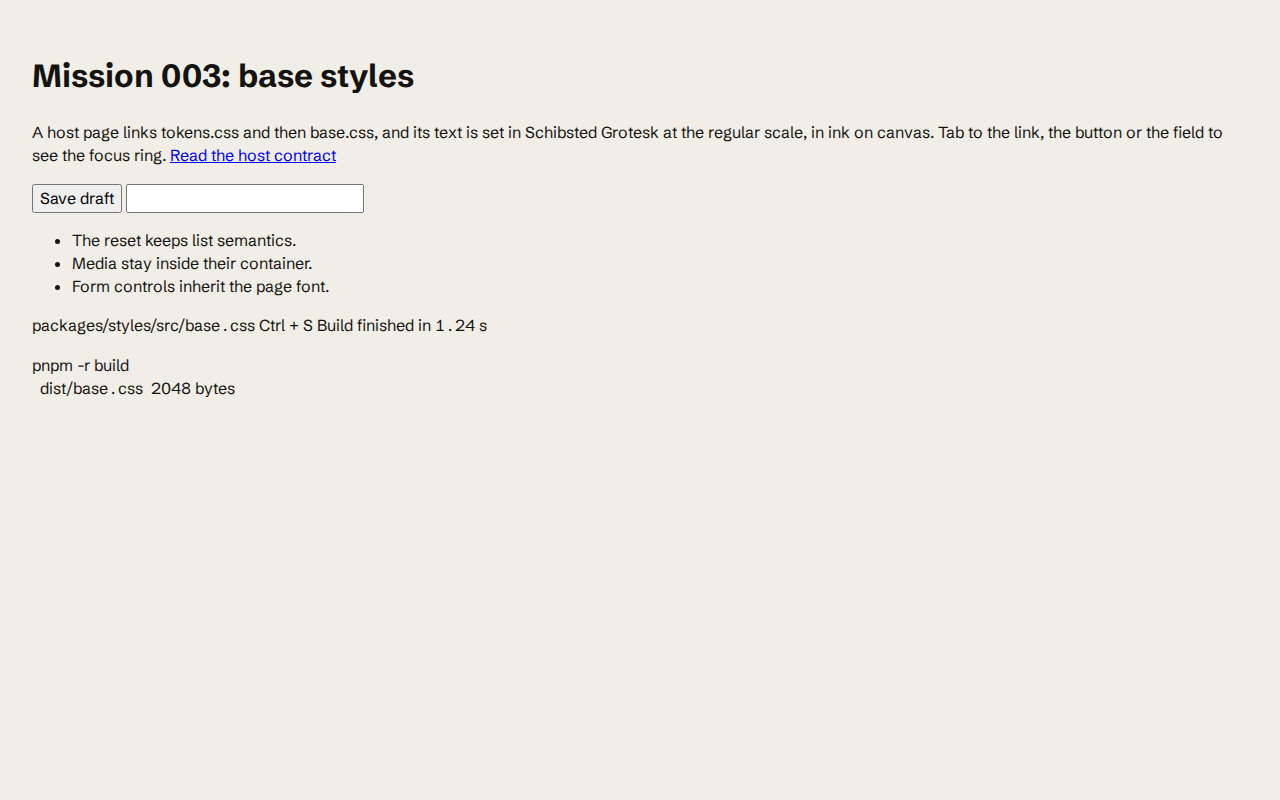 Mission 003: base styles
A host page links tokens.css and then base.css, and its text is set in Schibsted Grotesk at the regular scale, in ink on canvas. Tab to the link, the button or the field to
see the focus ring. Read the host contract
Save draft
The reset keeps list semantics.
Media stay inside their container.
Form controls inherit the page font.
packages/styles/src/base.css Ctrl + S Build finished in 1.24 s
pnpm -r build
dist/base.css 2048 bytes